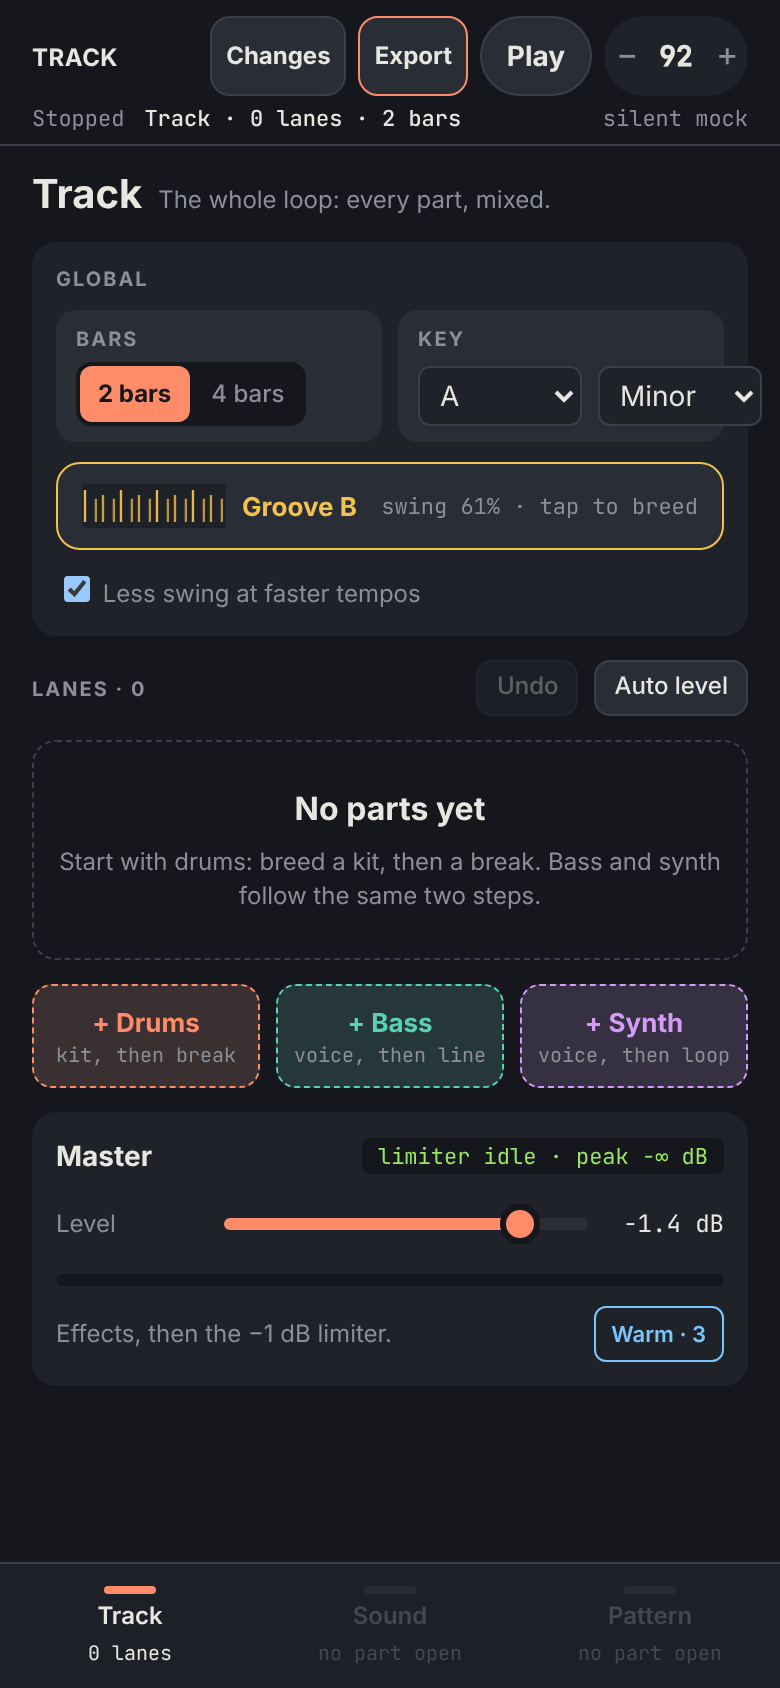 TRACK Changes Export Play − 92 +
Stopped Track · 0 lanes · 2 bars silent mock
Track The whole loop: every part, mixed.
GLOBAL
BARS
2 bars 4 bars
KEY
A Minor
Groove B swing 61% · tap to breed
Less swing at faster tempos
LANES · 0 Undo Auto level
No parts yet
Start with drums: breed a kit, then a break. Bass and synth
follow the same two steps.
+ Drums
kit, then break
+ Bass
voice, then line
+ Synth
voice, then loop
Master limiter idle · peak -∞ dB
Level -1.4 dB
Effects, then the −1 dB limiter. Warm · 3
Track
0 lanes
Sound
no part open
Pattern
no part open